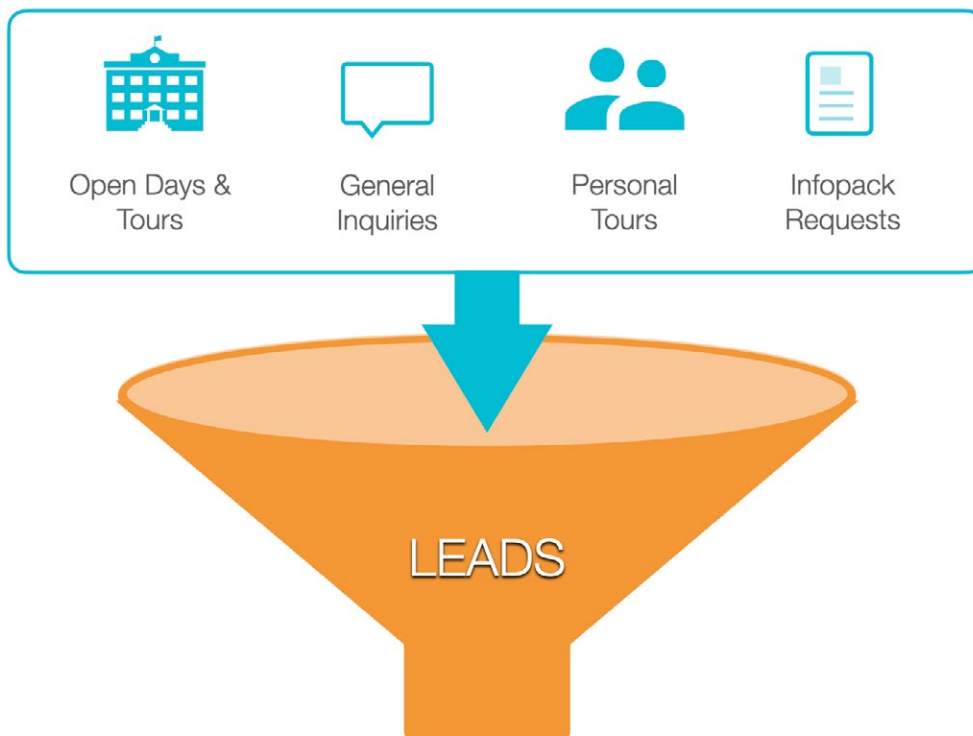 Open Days &
Tours
General
Inquiries
Personal
Tours
Infopack
Requests
LEADS